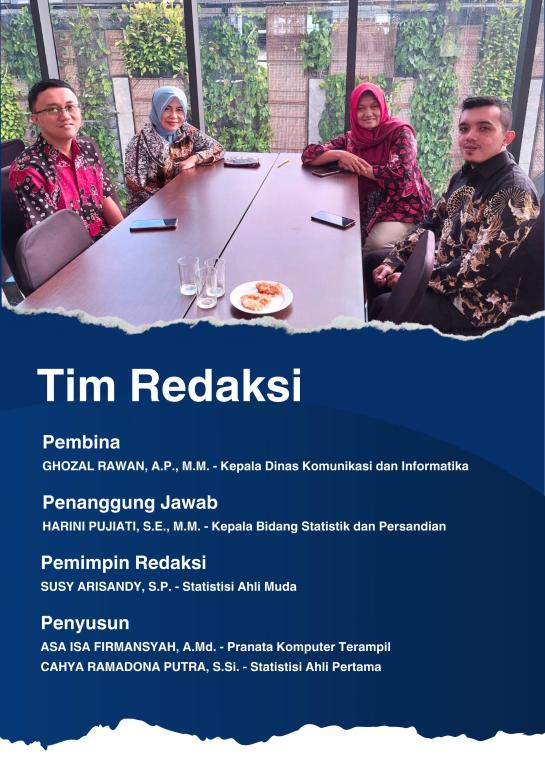 Tim Redaksi
Pembina
GHOZAL RAWAN, A.P., M.M. - Kepala Dinas Komunikasi dan Informatika
Penanggung Jawab
HARINI PUJIATI, S.E., M.M. - Kepala Bidang Statistik dan Persandian
Pemimpin Redaksi
SUSY ARISANDY, S.P. - Statistisi Ahli Muda
Penyusun
ASA ISA FIRMANSYAH, A.Md. - Pranata Komputer Terampil
CAHYA RAMADONA PUTRA, S.Si. - Statistisi Ahli Pertama